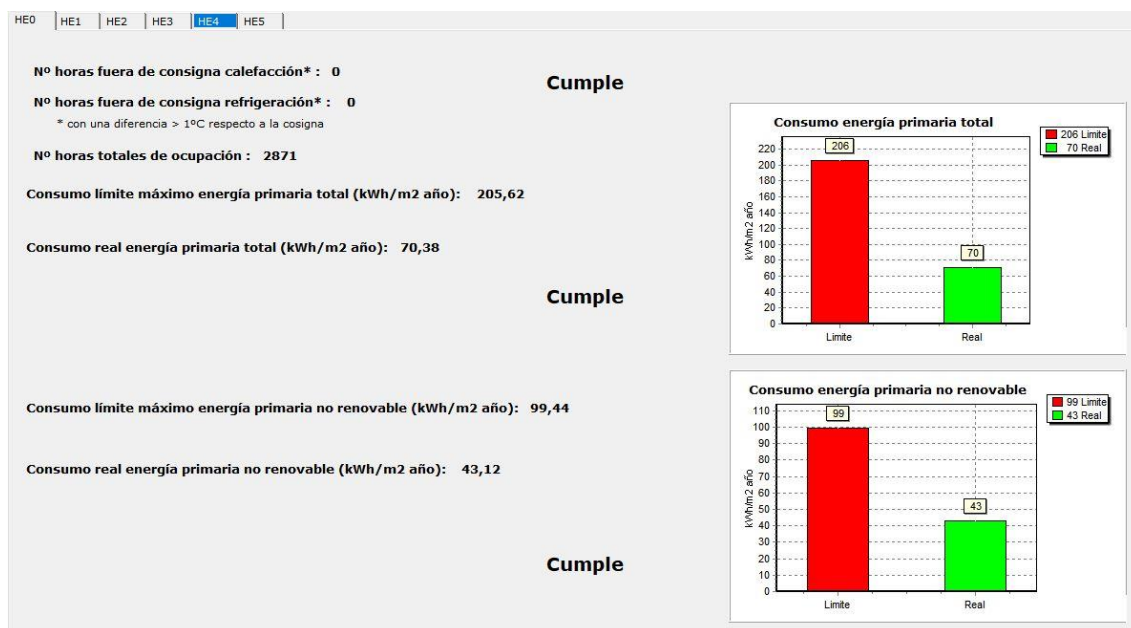 HE0 HE1 HE2 HE3 HE4 HE5
Nº horas fuera de consigna calefacción* : 0
Cumple
Nº horas fuera de consigna refrigeración* : 0
* con una diferencia > 1ºC respecto a la cosigna
Nº horas totales de ocupación : 2871
Consumo límite máximo energía primaria total (kWh/m2 año): 205,62
Consumo real energía primaria total (kWh/m2 año): 70,38
Cumple
Consumo energía primaria total
206 Limite
70 Real
206
70
220
200
180
160
140
120
100
80
60
40
20
0
kWh/m2 año
Limite Real
Consumo límite máximo energía primaria no renovable (kWh/m2 año): 99,44
Consumo real energía primaria no renovable (kWh/m2 año): 43,12
Cumple
Consumo energía primaria no renovable
99 Limite
43 Real
99
43
110
100
90
80
70
60
50
40
30
20
10
0
kWh/m2 año
Limite Real